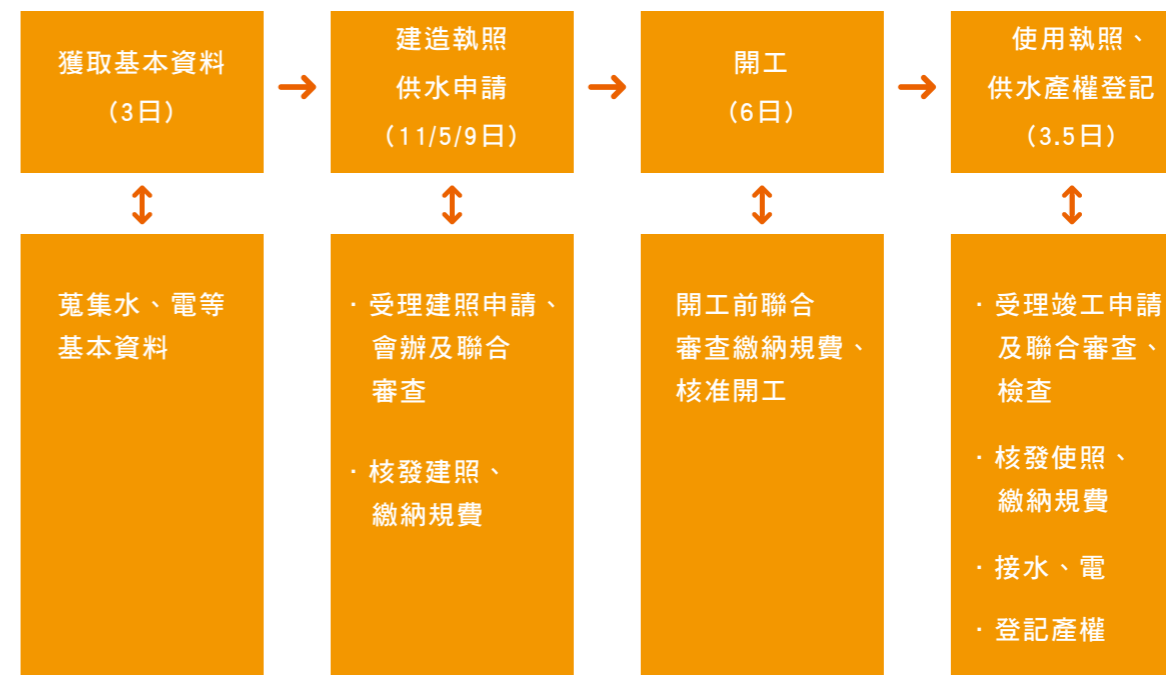 獲取基本資料
(3日)
建造執照
供水申請
(11/5/9日)
開工
(6日)
使用執照、
供水產權登記
(3.5日)
蒐集水、電等
基本資料
·受理建照申請、
會辦及聯合
審查
·核發建照、
繳納規費
開工前聯合
審查繳納規費、
核准開工
·受理竣工申請
及聯合審查、
檢查
·核發使照、
繳納規費
·接水、電
·登記產權